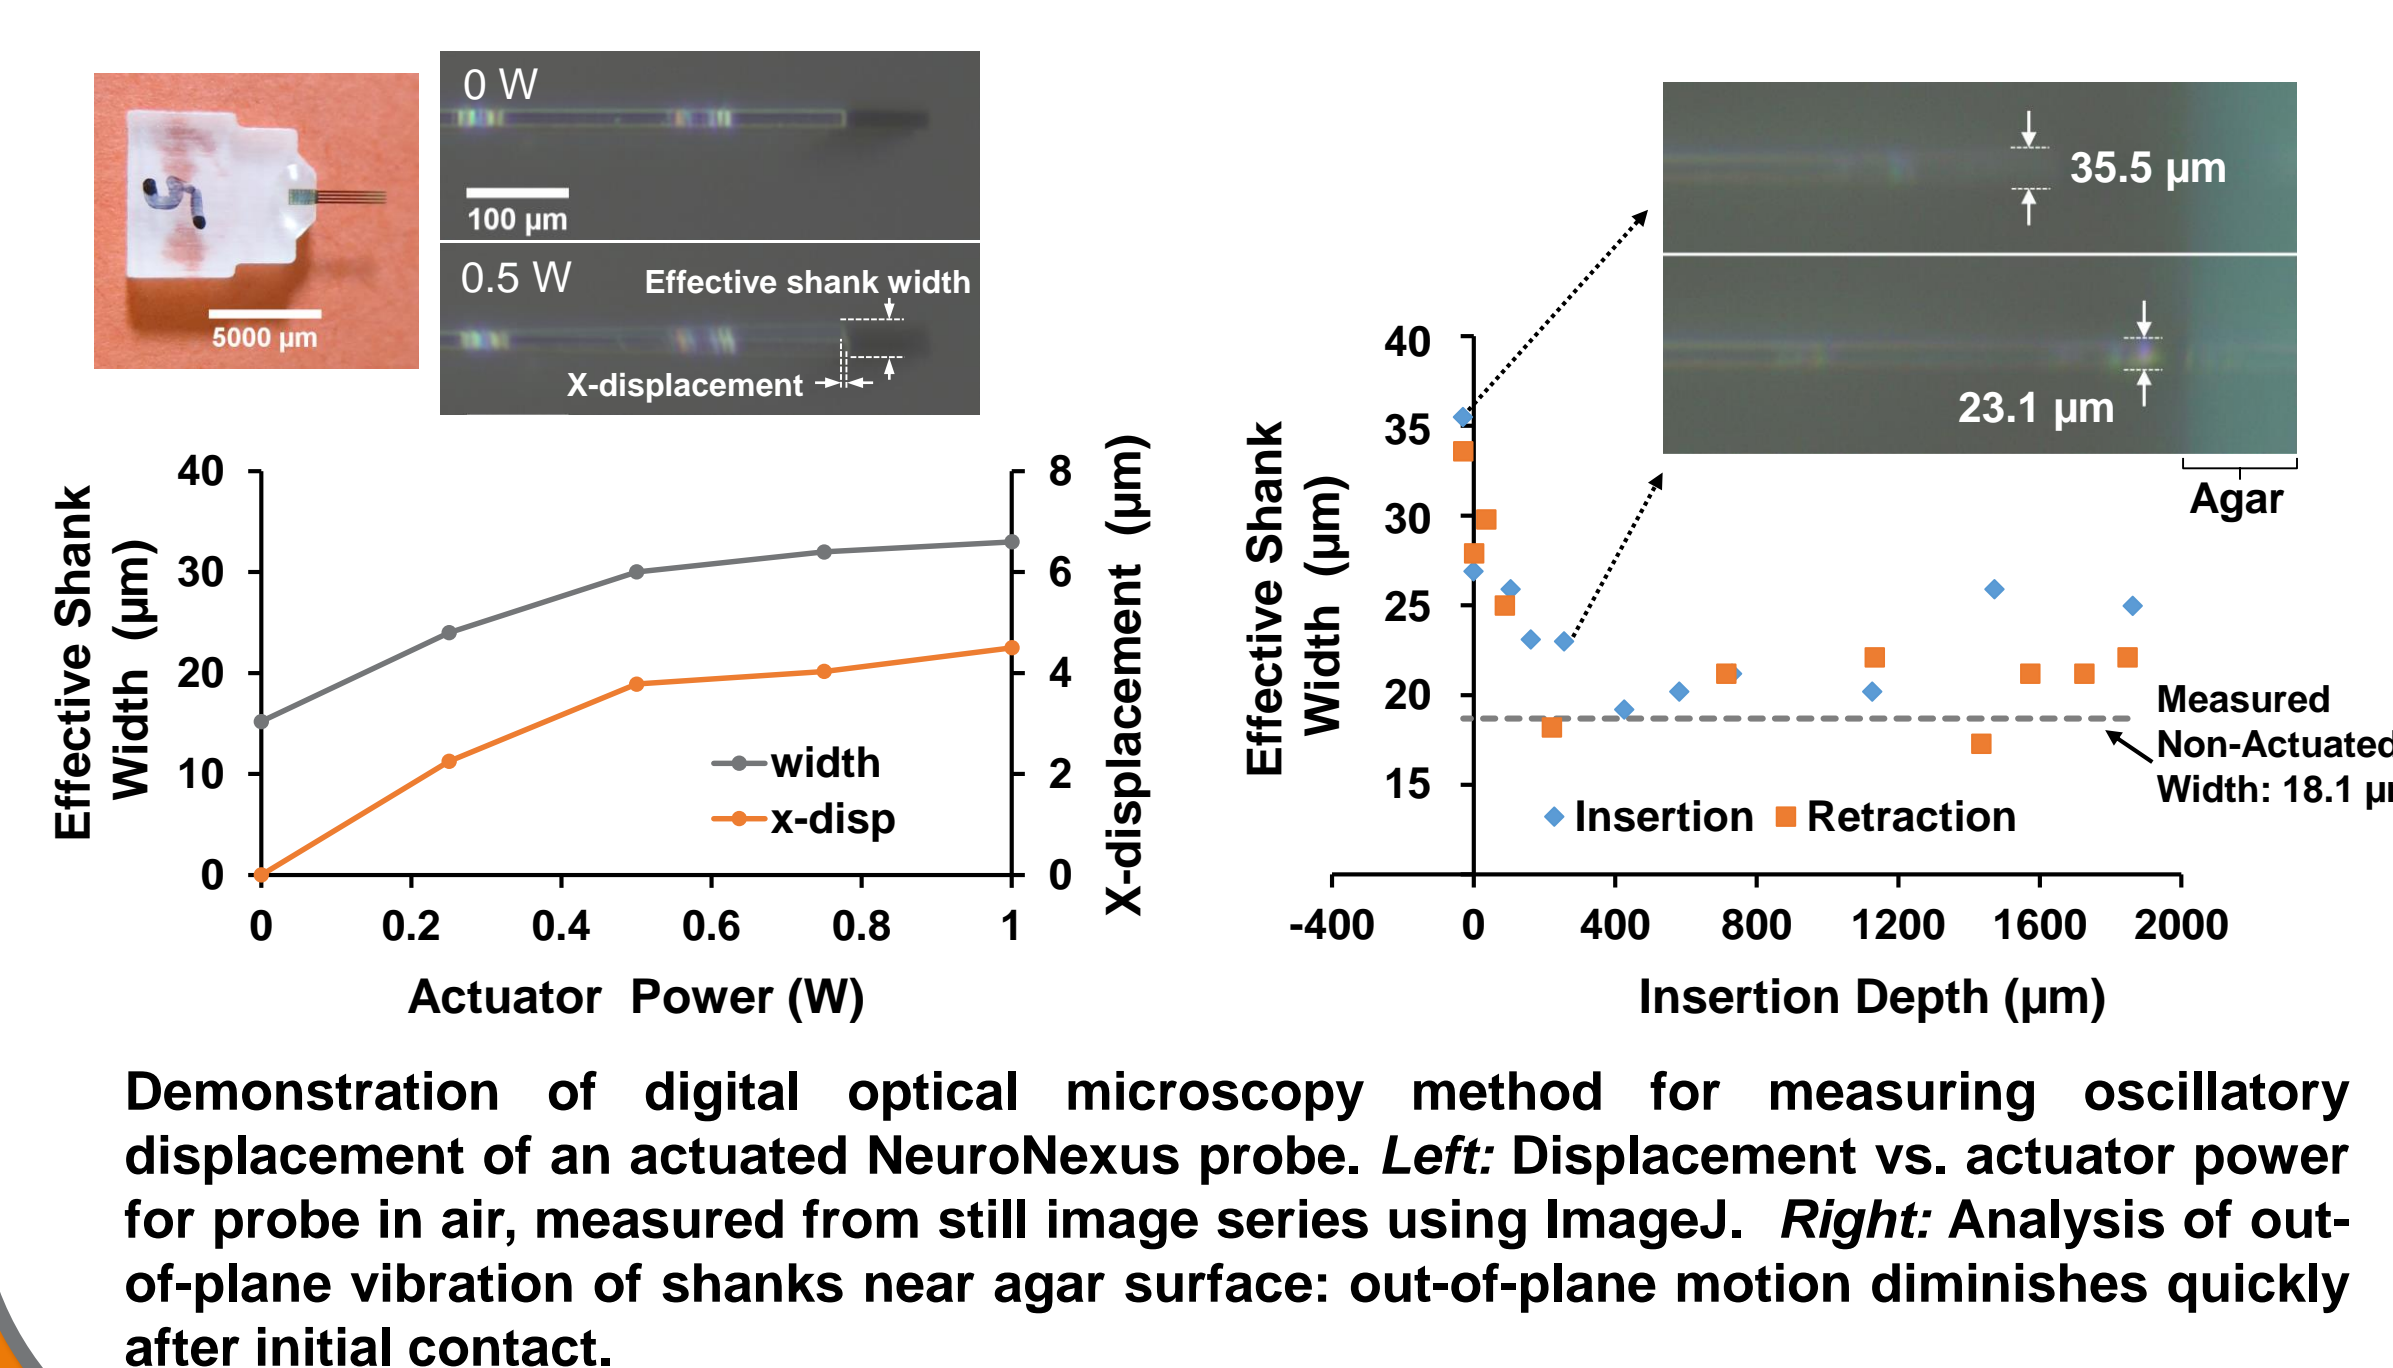 0 W
100 µm
0.5 W
Effective shank width
X-displacement
5000 µm
35.5 µm
23.1 µm
Agar
Effective Shank
Width (µm)
40
30
20
10
0
8
6
4
2
0
X-displacement (µm)
width
x-disp
0 0.2 0.4 0.6 0.8 1
Actuator Power (W)
Effective Shank
Width (µm)
40
35
30
25
20
15
Measured
Non-Actuated
Width: 18.1
Insertion Retraction
-400 0 400 800 1200 1600 2000
Insertion Depth (µm)
Demonstration of digital optical microscopy method for measuring oscillatory
displacement of an actuated NeuroNexus probe. Left: Displacement vs. actuator power
for probe in air, measured from still image series using ImageJ. Right: Analysis of out-
of-plane vibration of shanks near agar surface: out-of-plane motion diminishes quickly
after initial contact.